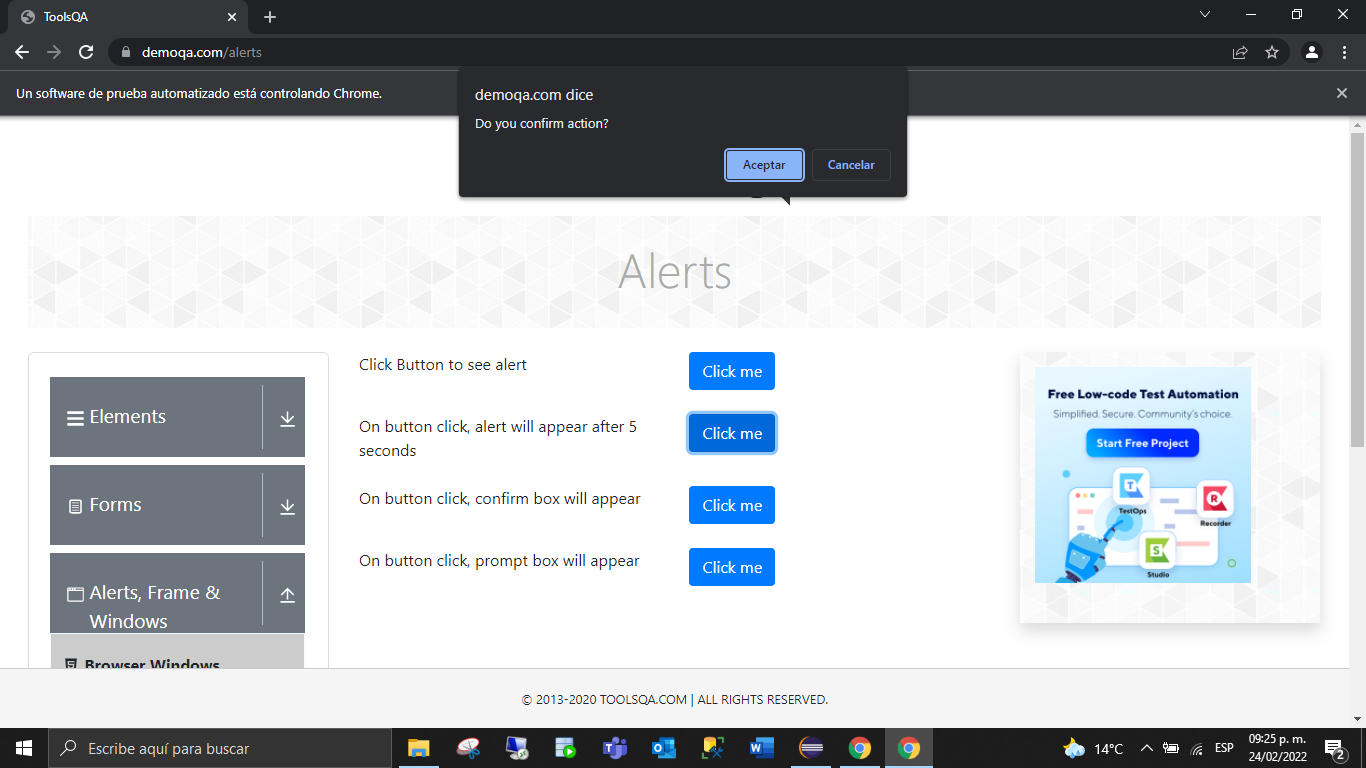 ToolsQA
demoqa.com/alerts
Un software de prueba automatizado está controlando Chrome.
demoqa.com dice
Do you confirm action?
Aceptar
Cancelar
Alerts
Elements
Forms
Alerts, Frame &
Windows
Browser Windows
Click Button to see alert
Click me
On button click, alert will appear after 5
seconds
Click me
On button click, confirm box will appear
Click me
On button click, prompt box will appear
Click me
Free Low-code Test Automation
Simplified. Secure. Community's choice.
Start Free Project
TestOps
Recorder
Studio
© 2013-2020 TOOLSQA.COM | ALL RIGHTS RESERVED.
Escribe aquí para buscar
14°C
ESP
09:25 p. m.
24/02/2022
2